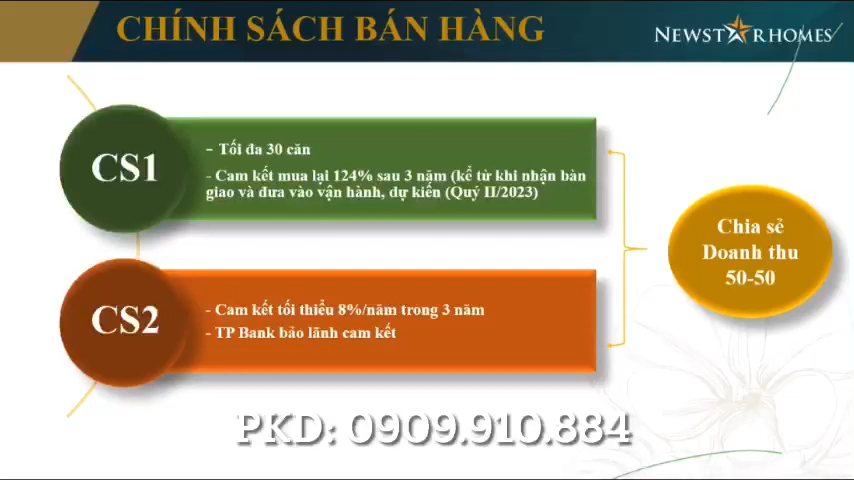 CHÍNH SÁCH BÁN HÀNG
NEWSTARHOMES
CS1
- Tối đa 30 căn
- Cam kết mua lại 124% sau 3 năm (kể từ khi nhận bàn
giao và đưa vào vận hành, dự kiến (Quý II/2023)
CS2
- Cam kết tối thiểu 8%/năm trong 3 năm
- TP Bank bảo lãnh cam kết
Chia sẻ
Doanh thu
50-50
PKD: 0909.910.884